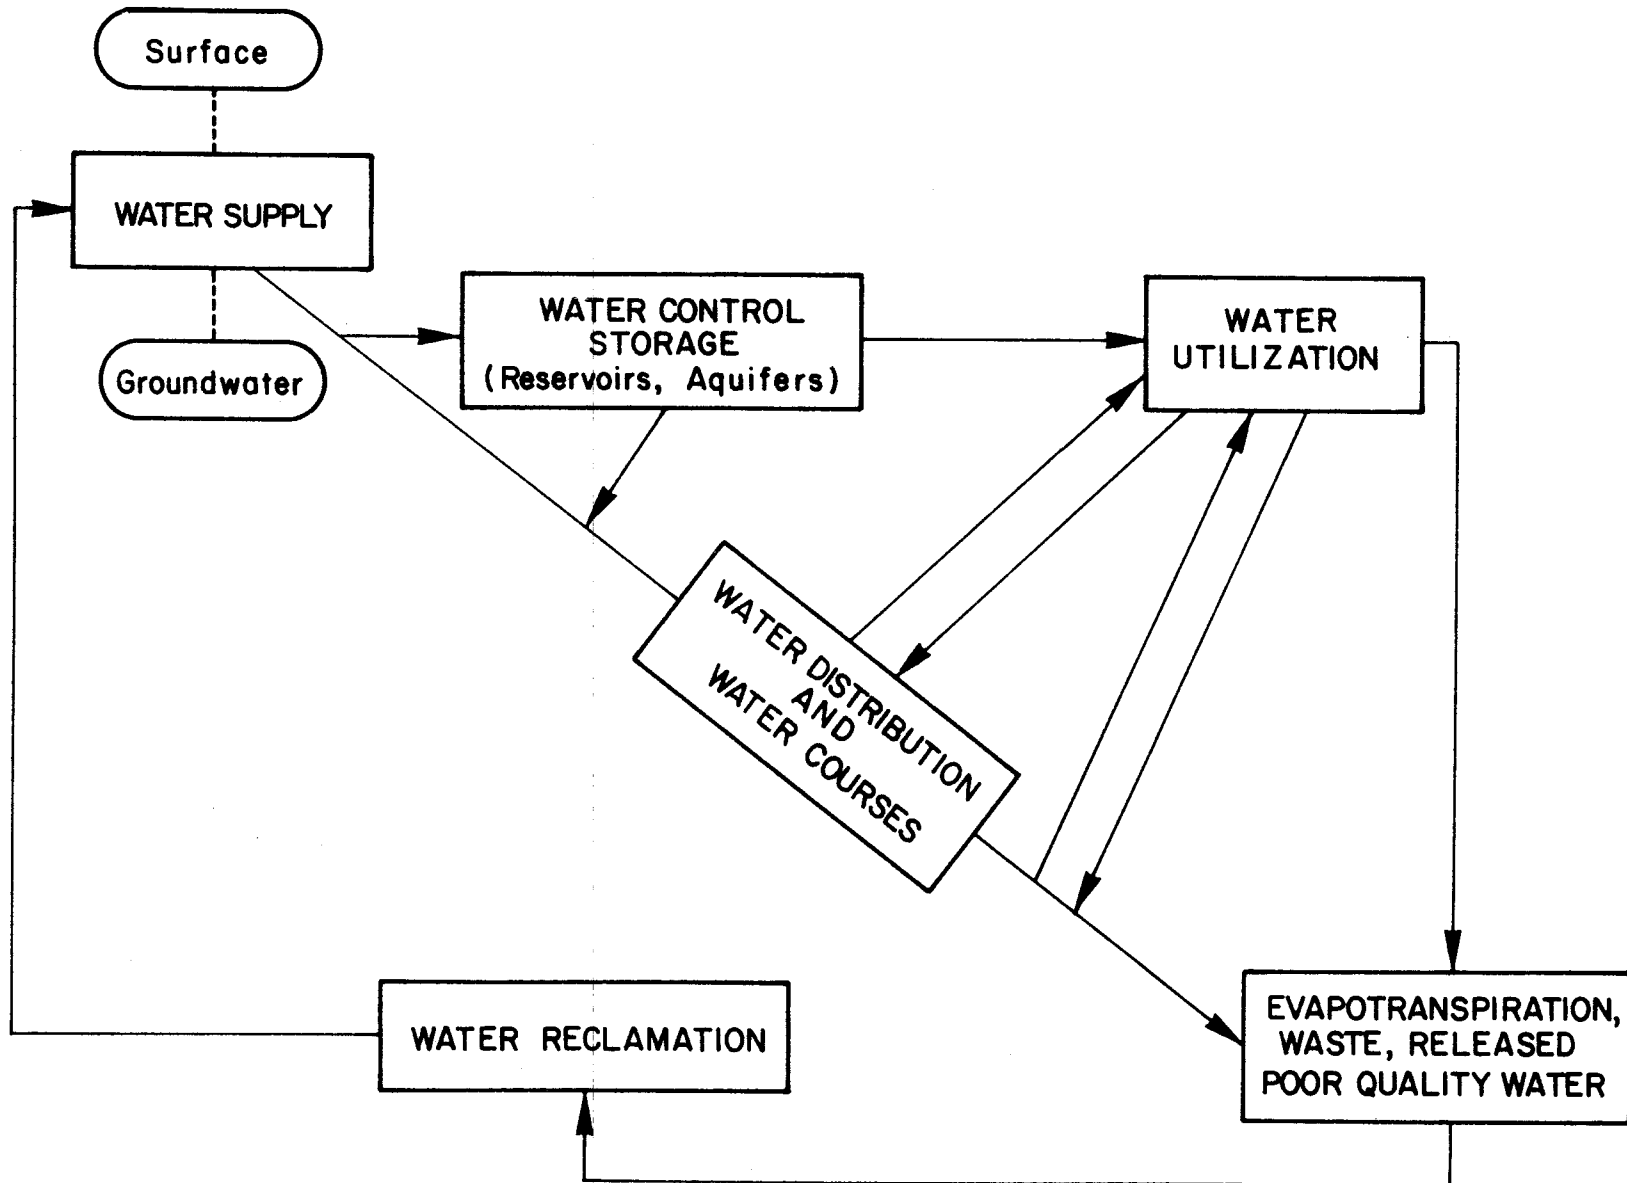 Surface
WATER SUPPLY
Groundwater
WATER CONTROL
STORAGE
(Reservoirs, Aquifers)
WATER
UTILIZATION
WATER DISTRIBUTION
AND
WATER COURSES
WATER RECLAMATION
EVAPOTRANSPIRATION,
WASTE, RELEASED
POOR QUALITY WATER